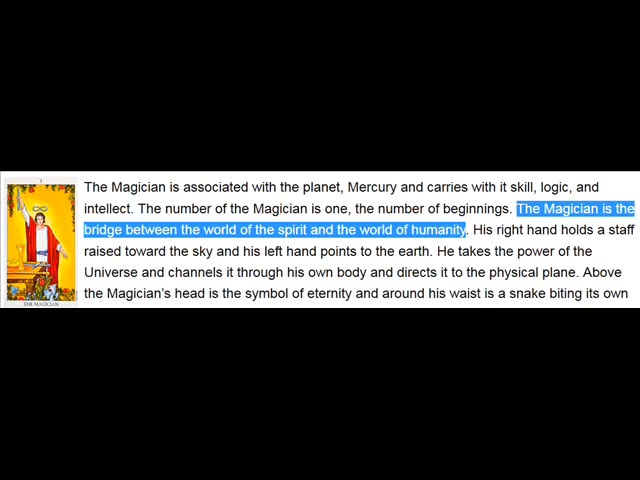 I
THE MAGICIAN
The Magician is associated with the planet, Mercury and carries with it skill, logic, and
intellect. The number of the Magician is one, the number of beginnings. The Magician is the
bridge between the world of the spirit and the world of humanity. His right hand holds a staff
raised toward the sky and his left hand points to the earth. He takes the power of the
Universe and channels it through his own body and directs it to the physical plane. Above
the Magician's head is the symbol of eternity and around his waist is a snake biting its own